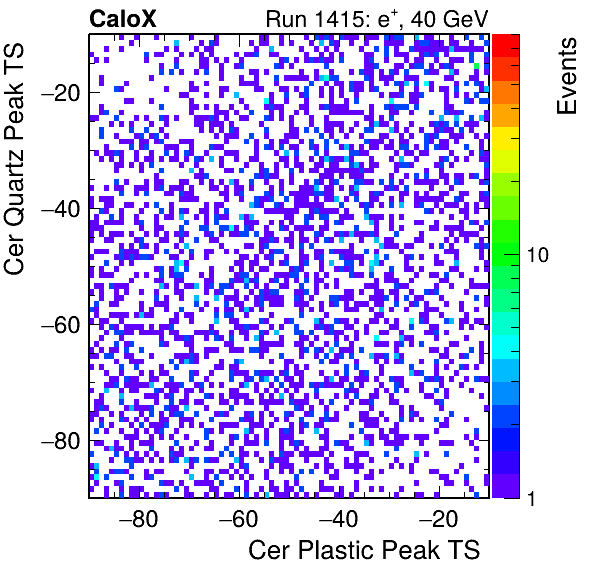 CaloX
Run 1415: e⁺, 40 GeV
Events
Cer Quartz Peak TS
−20
−40
−60
−80
10
1
−80
−60
−40
−20
Cer Plastic Peak TS